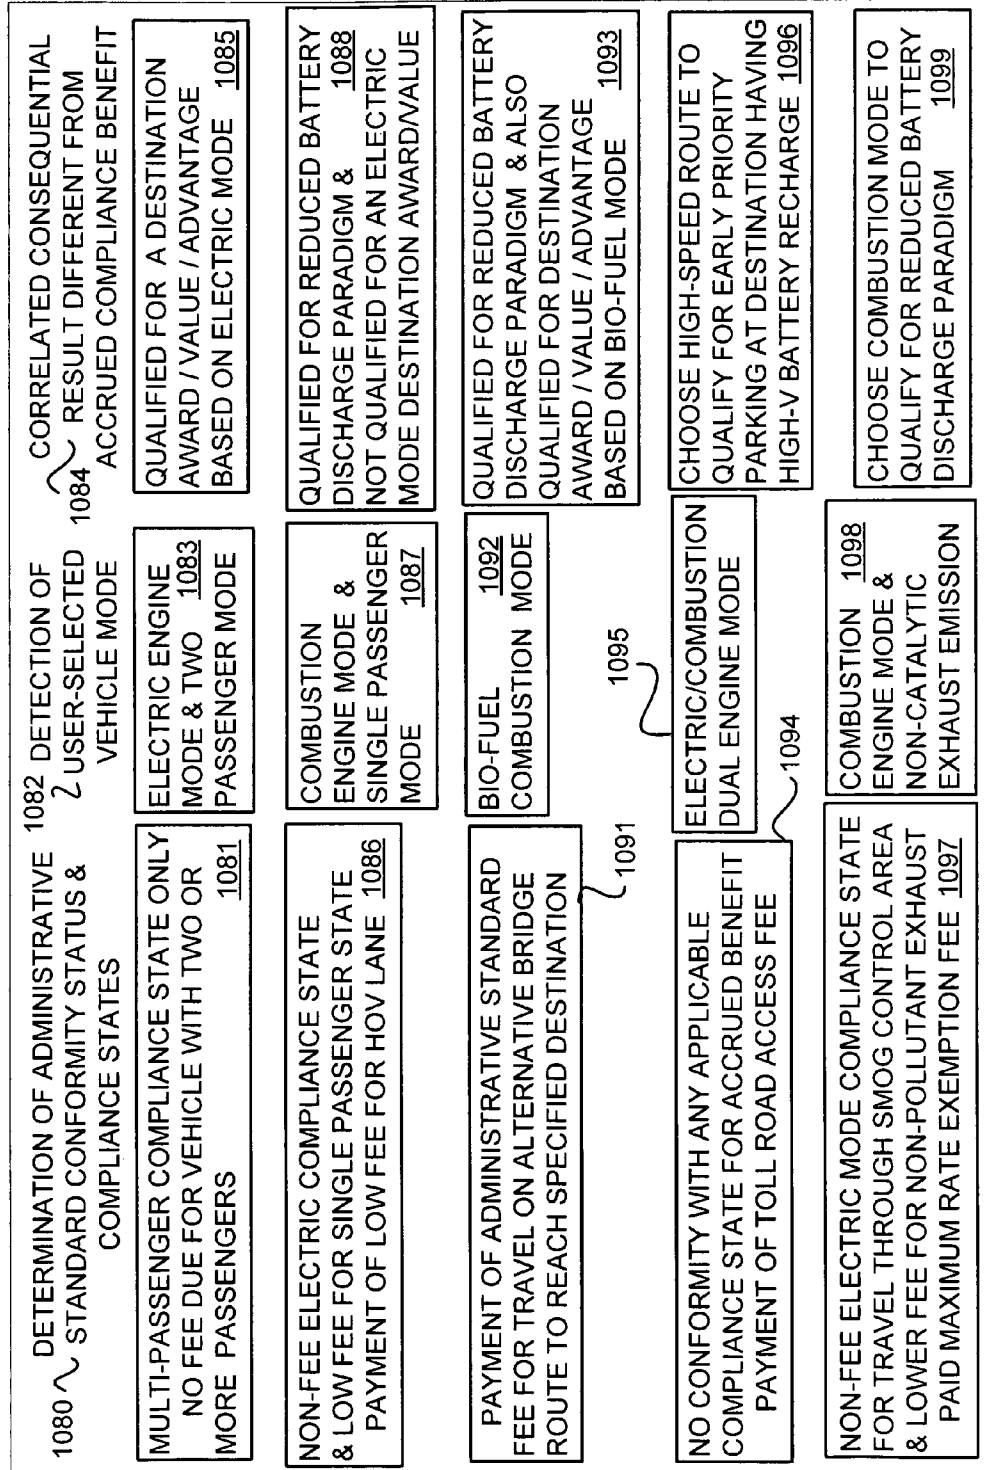 1080 DETERMINATION OF ADMINISTRATIVE
STANDARD CONFORMITY STATUS &
COMPLIANCE STATES
1082 DETECTION OF
USER-SELECTED
VEHICLE MODE
1084 CORRELATED CONSEQUENTIAL
RESULT DIFFERENT FROM
ACCRUED COMPLIANCE BENEFIT
MULTI-PASSENGER COMPLIANCE STATE ONLY
NO FEE DUE FOR VEHICLE WITH TWO OR
MORE PASSENGERS 1081
ELECTRIC ENGINE
MODE & TWO 1083
PASSENGER MODE
QUALIFIED FOR A DESTINATION
AWARD / VALUE / ADVANTAGE
BASED ON ELECTRIC MODE 1085
NON-FEE ELECTRIC COMPLIANCE STATE
& LOW FEE FOR SINGLE PASSENGER STATE
PAYMENT OF LOW FEE FOR HOV LANE 1086
COMBUSTION
ENGINE MODE &
SINGLE PASSENGER
MODE 1087
QUALIFIED FOR REDUCED BATTERY
DISCHARGE PARADIGM & 1088
NOT QUALIFIED FOR AN ELECTRIC
MODE DESTINATION AWARD/VALUE
PAYMENT OF ADMINISTRATIVE STANDARD
FEE FOR TRAVEL ON ALTERNATIVE BRIDGE
ROUTE TO REACH SPECIFIED DESTINATION
1091
BIO-FUEL 1092
COMBUSTION MODE
QUALIFIED FOR REDUCED BATTERY
DISCHARGE PARADIGM & ALSO
QUALIFIED FOR DESTINATION
AWARD / VALUE / ADVANTAGE
BASED ON BIO-FUEL MODE 1093
NO CONFORMITY WITH ANY APPLICABLE
COMPLIANCE STATE FOR ACCRUED BENEFIT
PAYMENT OF TOLL ROAD ACCESS FEE
1094
1095
ELECTRIC/COMBUSTION
DUAL ENGINE MODE
CHOOSE HIGH-SPEED ROUTE TO
QUALIFY FOR EARLY PRIORITY
PARKING AT DESTINATION HAVING
HIGH-V BATTERY RECHARGE 1096
NON-FEE ELECTRIC MODE COMPLIANCE STATE
FOR TRAVEL THROUGH SMOG CONTROL AREA
& LOWER FEE FOR NON-POLLUTANT EXHAUST
PAID MAXIMUM RATE EXEMPTION FEE 1097
COMBUSTION 1098
ENGINE MODE &
NON-CATALYTIC
EXHAUST EMISSION
CHOOSE COMBUSTION MODE TO
QUALIFY FOR REDUCED BATTERY
DISCHARGE PARADIGM 1099